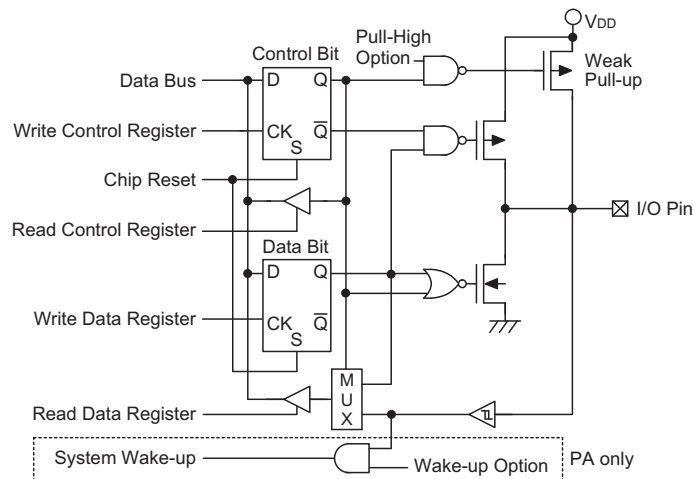 VDD
Pull-High
Option
Control Bit
Weak
Pull-up
Data Bus
D
Q
Write Control Register
CK
Q
S
Chip Reset
I/O Pin
Read Control Register
Data Bit
D
Q
Write Data Register
CK
Q
S
M
U
X
Read Data Register
System Wake-up
Wake-up Option
PA only